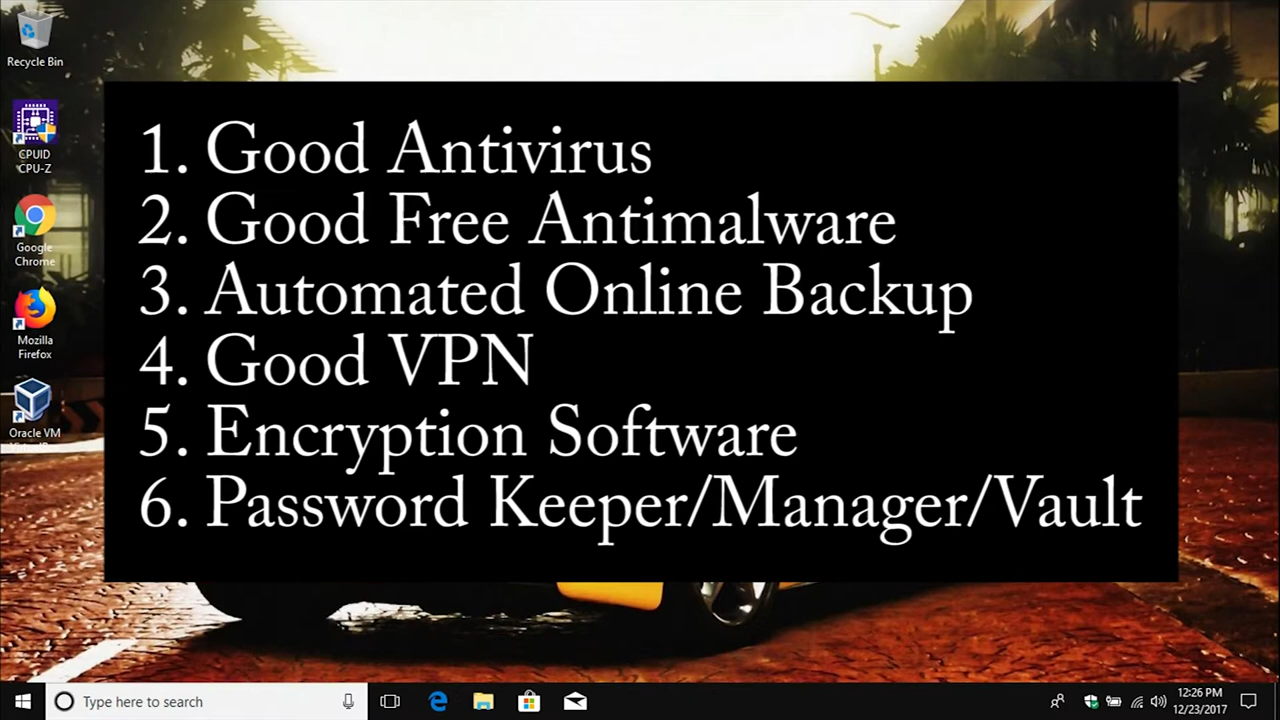 Recycle Bin
CPUID
CPU-Z
Google
Chrome
Mozilla
Firefox
Oracle VM
1. Good Antivirus
2. Good Free Antimalware
3. Automated Online Backup
4. Good VPN
5. Encryption Software
6. Password Keeper/Manager/Vault
Type here to search
12:26 PM
12/23/2017